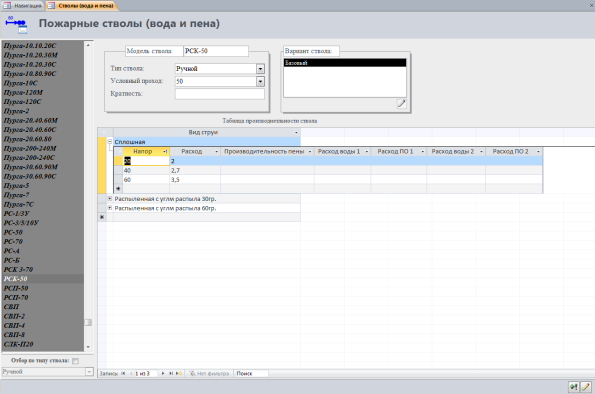 Навигация
Стволы (вода и пена)
Пожарные стволы (вода и пена)
Пурга-10.10.20С
Пурга-10.20.30М
Пурга-10.20.30С
Пурга-10.80.90С
Пурга-10С
Пурга-120М
Пурга-120С
Пурга-2
Пурга-20.40.60М
Пурга-20.40.60С
Пурга-20.60.80
Пурга-200-240М
Пурга-200-240С
Пурга-30.60.90М
Пурга-30.60.90С
Пурга-5
Пурга-7
Пурга-7С
РС-1/3У
РС-3/5/16У
РС-50
РС-70
РС-А
РС-Б
РСК 3-70
РСК-50
РСП-50
РСП-70
СВП
СВП-2
СВП-4
СВП-8
СЛК-П20
Отбор по типу ствола:
Ручной
Модель ствола: РСК-50
Тип ствола: Ручной
Условный проход: 50
Кратность:
Вариант ствола:
Базовый
Таблица производительности ствола
Вид струи
Сплошная
Напор Расход Производительность пены Расход воды 1 Расход ПО 1 Расход воды 2 Расход ПО 2
20 2
40 2,7
60 3,5
Распыленная с углм распыла 30гр.
Распыленная с углм распыла 60гр.
Запись: 1 из 3 Нет фильтра Поиск